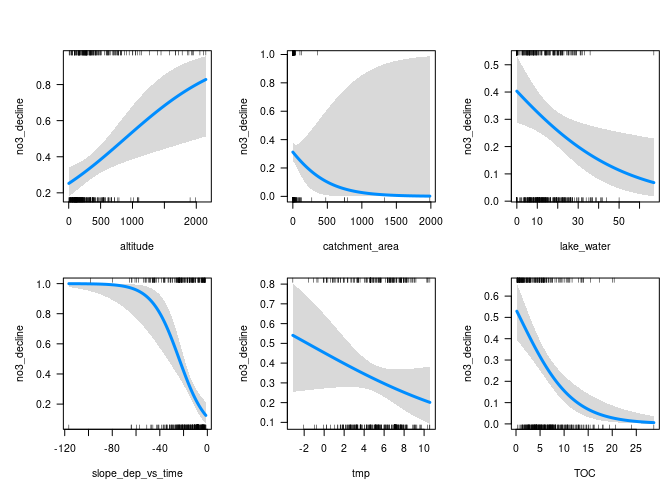 no3_decline
0.8
0.6
0.4
0.2
0 500 1000 2000
altitude
no3_decline
1.0
0.8
0.6
0.4
0.2
0.0
0 500 1000 1500 2000
catchment_area
no3_decline
0.5
0.4
0.3
0.2
0.1
0.0
0 10 30 50
lake_water
no3_decline
1.0
0.8
0.6
0.4
0.2
-120 -80 -40 0
slope_dep_vs_time
no3_decline
0.8
0.7
0.6
0.5
0.4
0.3
0.2
0.1
-2 0 2 4 6 8 10
tmp
no3_decline
0.6
0.5
0.4
0.3
0.2
0.1
0.0
0 5 10 15 20 25
TOC